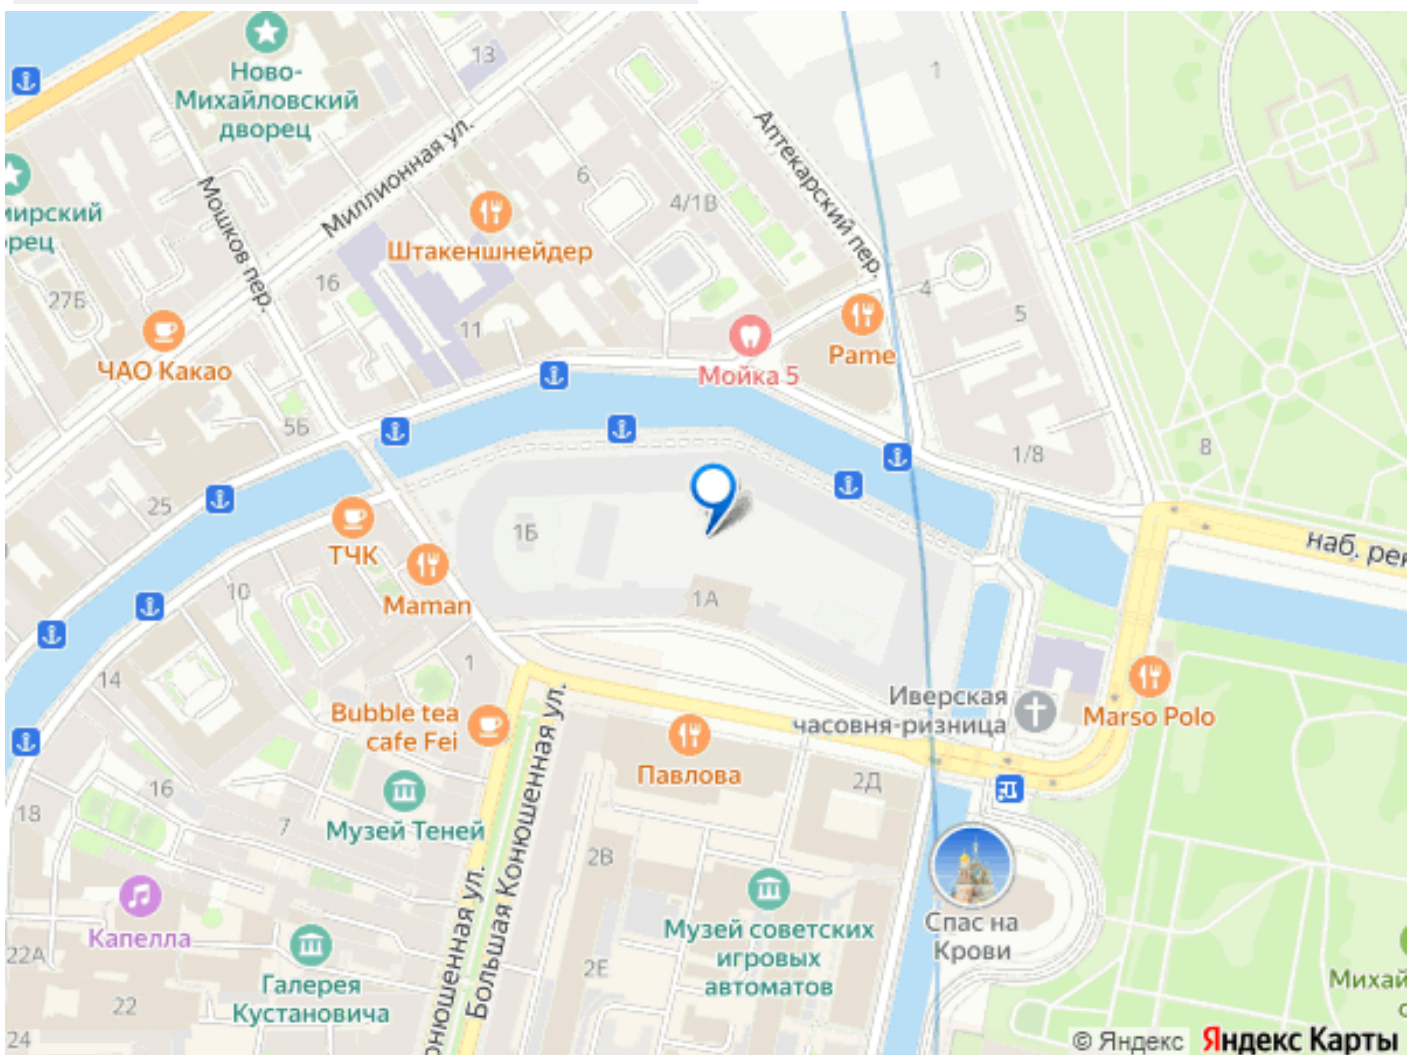 13
Ново-
Михайловский
дворец
1
Миллионная ул.
Аптекарский пер.
6
4/1В
мирский
орец
Мошков пер.
Штакеншнейдер
27Б
16
11
4
5
ЧАО Какао
Мойка 5
Pame
5Б
1/8
8
25
1Б
ТЧК
наб. рек
10
Maman
1А
1
14
Иверская
часовня-ризница
Marso Polo
Bubble tea
cafe Fei
Большая Конюшенная ул.
Павлова
2Д
16
18
7
Музей Теней
2В
онюшенная ул.
Капелла
Музей советских
игровых
автоматов
Спас на
Крови
22А
Галерея
Кустановича
2Е
22
Михай
с
24
© Яндекс Яндекс Карты